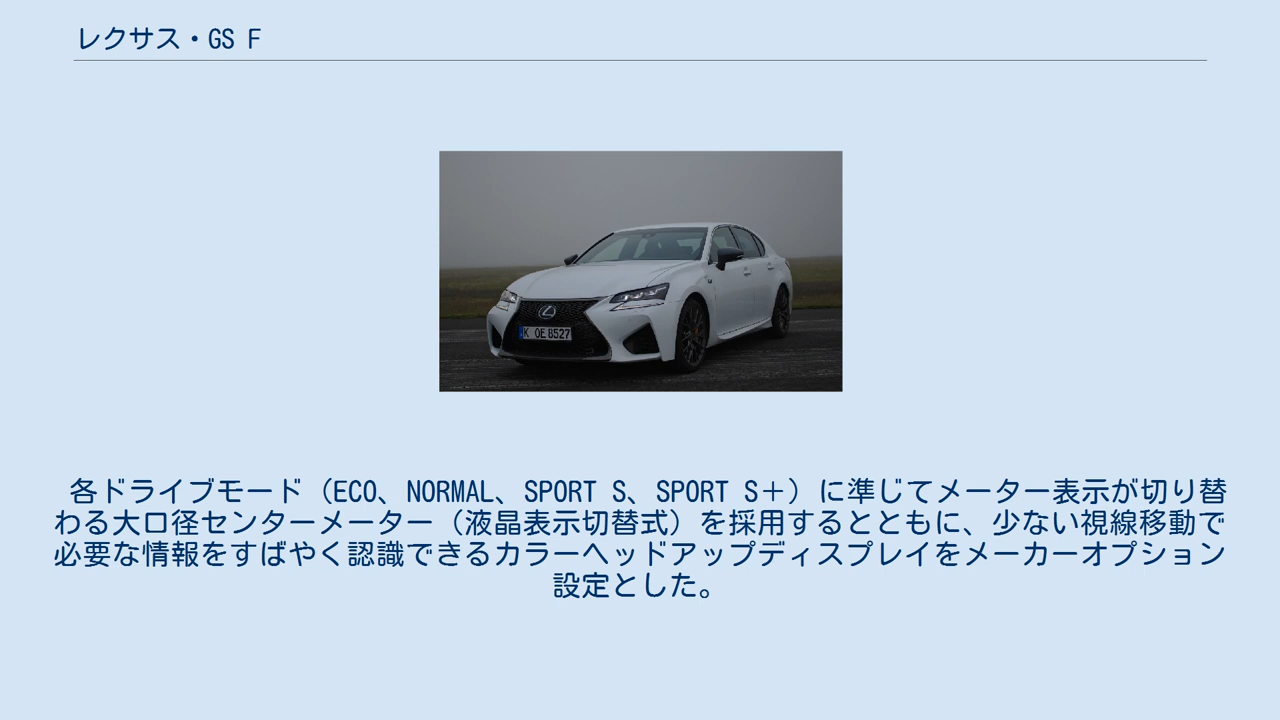 レクサス・GS F
K OE 8527
各ドライブモード（ECO、NORMAL、SPORT S、SPORT S＋）に準じてメーター表示が切り替
わる大口径センターメーター（液晶表示切替式）を採用するとともに、少ない視線移動で
必要な情報をすばやく認識できるカラーヘッドアップディスプレイをメーカーオプション
設定とした。